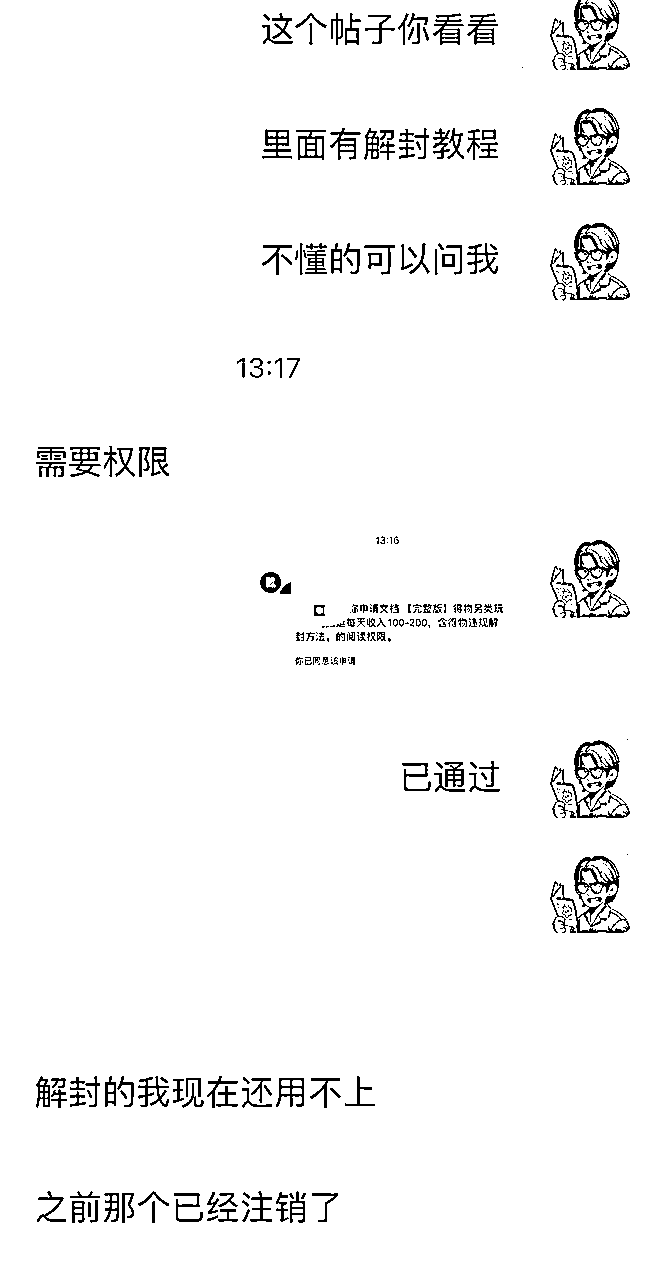 这个帖子你看看
里面有解封教程
不懂的可以问我
13:17
需要权限
13:16
你申请文档【完整版】得物另类玩
每天收入100-200，含得物违规解
封方法。的阅读权限。
你已同意该申请
已通过
解封的我现在还用不上
之前那个已经注销了